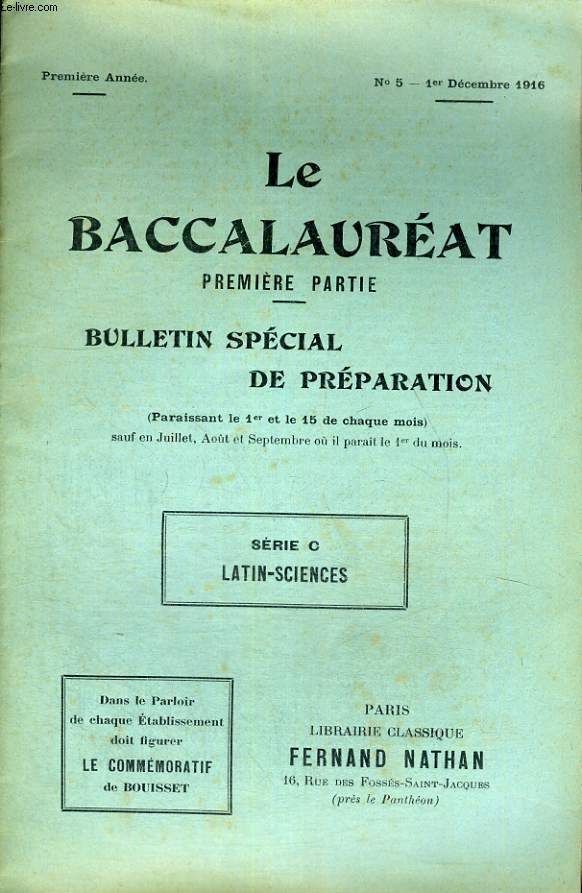 Le-livre.com
Première Année.
No 5 — 1er Décembre 1916
Le
BACCALAURÉAT
PREMIÈRE PARTIE
BULLETIN SPÉCIAL
DE PRÉPARATION
(Paraissant le 1er et le 15 de chaque mois)
sauf en Juillet, Août et Septembre où il paraît le 1er du mois.
SÉRIE C
LATIN-SCIENCES
Dans le Parloir
de chaque Établissement
doit figurer
LE COMMÉMORATIF
de BOUISSET
PARIS
LIBRAIRIE CLASSIQUE
FERNAND NATHAN
16, RUE DES FOSSÉS-SAINT-JACQUES
(près le Panthéon)